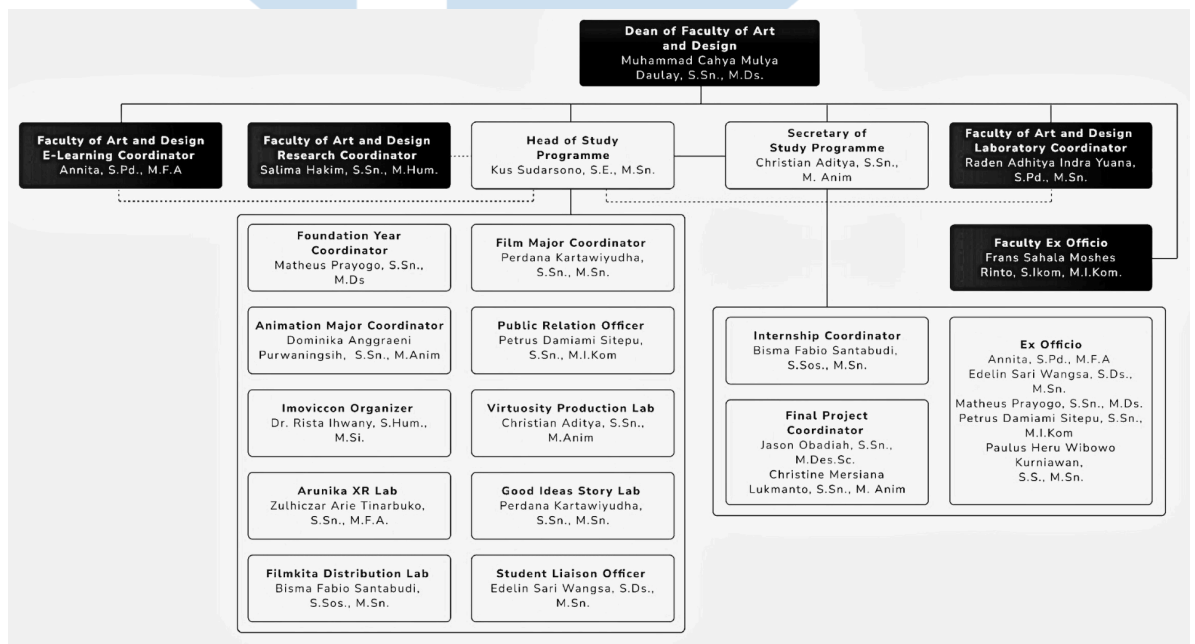 Dean of Faculty of Art
and Design
Muhammad Cahya Mulya
Daulay, S.Sn., M.Ds.
Faculty of Art and Design
E-Learning Coordinator
Annita, S.Pd., M.F.A
Faculty of Art and Design
Research Coordinator
Salima Hakim, S.Sn., M.Hum.
Head of Study
Programme
Kus Sudarsono, S.E., M.Sn.
Secretary of
Study Programme
Christian Aditya, S.Sn.,
M. Anim
Faculty of Art and Design
Laboratory Coordinator
Raden Adhitya Indra Yuana,
S.Pd., M.Sn.
Faculty Ex Officio
Frans Sahala Moshes
Rinto, S.Ikom, M.I.Kom.
Foundation Year
Coordinator
Matheus Prayogo, S.Sn.,
M.Ds
Film Major Coordinator
Perdana Kartawiyudha,
S.Sn., M.Sn.
Animation Major Coordinator
Dominika Anggraeni
Purwaningsih, S.Sn., M.Anim
Public Relation Officer
Petrus Damiami Sitepu,
S.Sn., M.I.Kom
Imoviccon Organizer
Dr. Rista Ihwany, S.Hum.,
M.Si.
Virtuosity Production Lab
Christian Aditya, S.Sn.,
M.Anim
Arunika XR Lab
Zulhiczar Arie Tinarbuko,
S.Sn., M.F.A.
Good Ideas Story Lab
Perdana Kartawiyudha,
S.Sn., M.Sn.
Filmkita Distribution Lab
Bisma Fabio Santabudi,
S.Sos., M.Sn.
Student Liaison Officer
Edelin Sari Wangsa, S.Ds.,
M.Sn.
Internship Coordinator
Bisma Fabio Santabudi,
S.Sos., M.Sn.
Final Project
Coordinator
Jason Obadiah, S.Sn.,
M.Des.Sc.
Christine Mersiana
Lukmanto, S.Sn., M. Anim
Ex Officio
Annita, S.Pd., M.F.A
Edelin Sari Wangsa, S.Ds.,
M.Sn.
Matheus Prayogo, S.Sn., M.Ds.
Petrus Damiami Sitepu, S.Sn.,
M.I.Kom
Paulus Heru Wibowo
Kurniawan,
S.S., M.Sn.